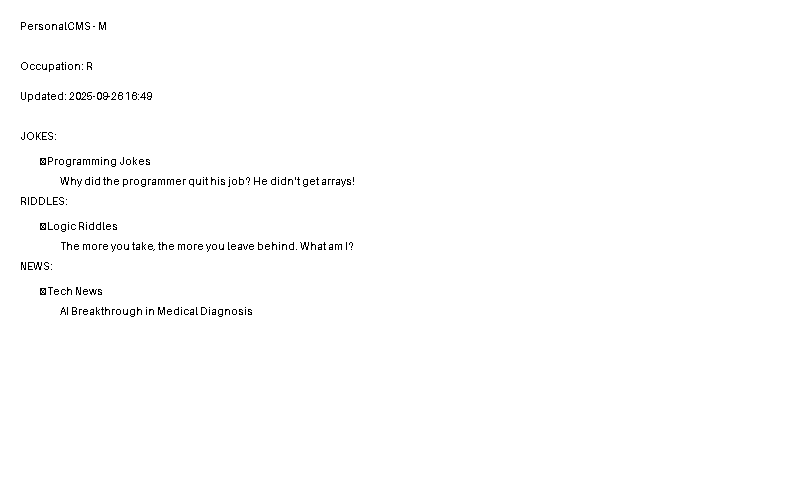 PersonalCMS - M
Occupation: R
Updated: 2025-09-26 16:49
JOKES:
Programming Jokes
Why did the programmer quit his job? He didn't get arrays!
RIDDLES:
Logic Riddles
The more you take, the more you leave behind. What am I?
NEWS:
Tech News
AI Breakthrough in Medical Diagnosis